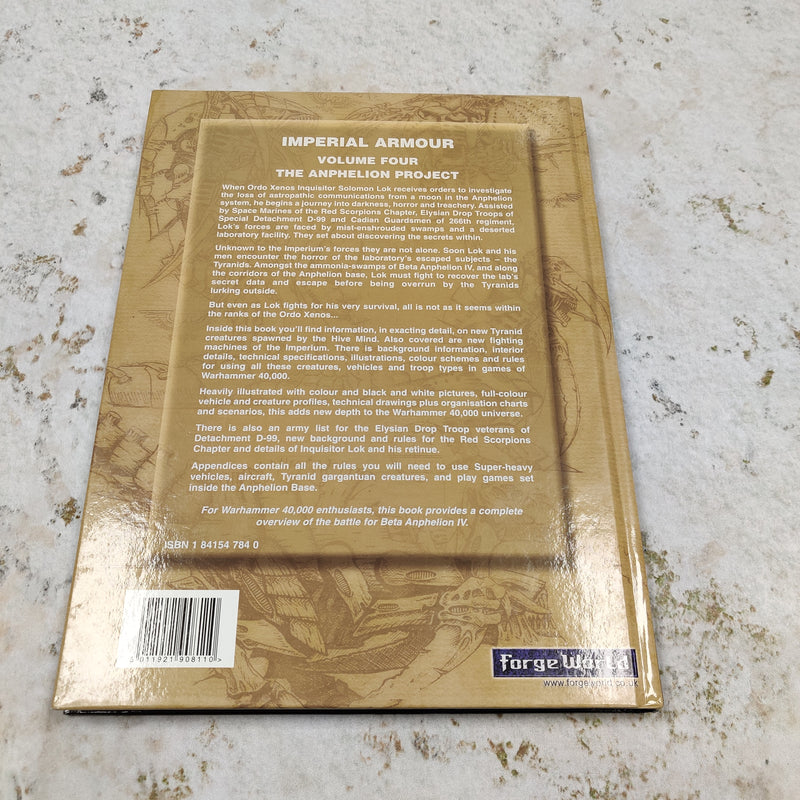 IMPERIAL ARMOUR
VOLUME FOUR
THE ANPHELION PROJECT
When Ordo Xenos Inquisitor Solomon Lok receives orders to investigate
the loss of astropathic communications from a moon in the Anphelion
system, he begins a journey into darkness, horror and treachery. Assisted
by Space Marines of the Red Scorpions Chapter, Elysian Drop Troops of
Special Detachment D-99 and Cadian Guardsmen of 266th regiment,
Lok's forces are faced by mist-enshrouded swamps and a deserted
laboratory facility. They set about discovering the secrets within.
Unknown to the Imperium's forces they are not alone. Soon Lok and his
men encounter the horror of the laboratory's escaped subjects – the
Tyranids. Amongst the ammonia-swamps of Beta Anphelion IV, and along
the corridors of the Anphelion base, Lok must fight to recover the lab's
secret data and escape before being overrun by the Tyranids
lurking outside.
But even as Lok fights for his very survival, all is not as it seems within
the ranks of the Ordo Xenos...
Inside this book you'll find information, in exacting detail, on new Tyranid
creatures spawned by the Hive Mind. Also covered are new fighting
machines of the Imperium. There is background information, interior
details, technical specifications, illustrations, colour schemes and rules
for using all these creatures, vehicles and troop types in games of
Warhammer 40,000.
Heavily illustrated with colour and black and white pictures, full-colour
vehicle and creature profiles, technical drawings plus organisation charts
and scenarios, this adds new depth to the Warhammer 40,000 universe.
There is also an army list for the Elysian Drop Troop veterans of
Detachment D-99, new background and rules for the Red Scorpions
Chapter and details of Inquisitor Lok and his retinue.
Appendices contain all the rules you will need to use Super-heavy
vehicles, aircraft, Tyranid gargantuan creatures, and play games set
inside the Anphelion Base.
For Warhammer 40,000 enthusiasts, this book provides a complete
overview of the battle for Beta Anphelion IV.
ISBN 1 84154 784 0
5 011921 908110 >
Forge World
www.forgeworld.co.uk